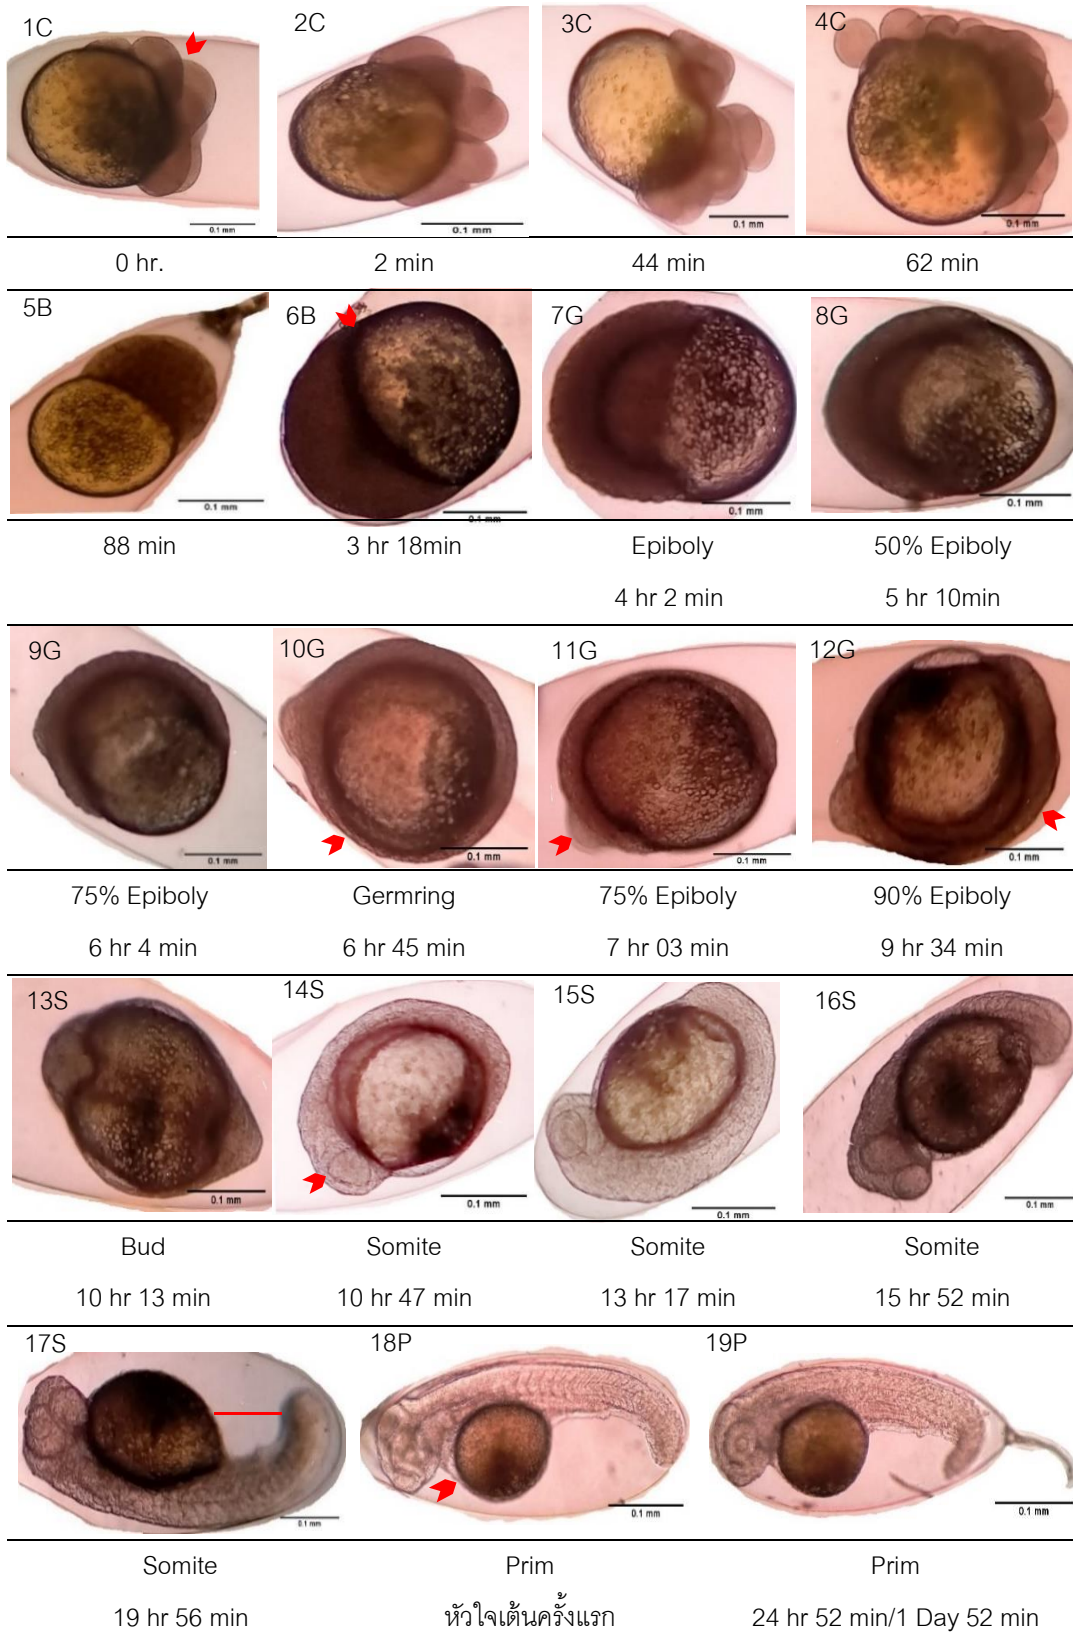 1C 2C 3C 4C
0.1 mm 0.1 mm 0.1 mm 0.1 mm
0 hr. 2 min 44 min 62 min
5B 6B 7G 8G
0.1 mm 0.1 mm 0.1 mm 0.1 mm
88 min 3 hr 18min Epiboly 50% Epiboly
4 hr 2 min 5 hr 10min
9G 10G 11G 12G
0.1 mm 0.1 mm 0.1 mm 0.1 mm
75% Epiboly Germring 75% Epiboly 90% Epiboly
6 hr 4 min 6 hr 45 min 7 hr 03 min 9 hr 34 min
13S 14S 15S 16S
0.1 mm 0.1 mm 0.1 mm 0.1 mm
Bud Somite Somite Somite
10 hr 13 min 10 hr 47 min 13 hr 17 min 15 hr 52 min
17S 18P 19P
0.1 mm 0.1 mm 0.1 mm
Somite Prim Prim
19 hr 56 min หัวใจเต้นครั้งแรก 24 hr 52 min/1 Day 52 min